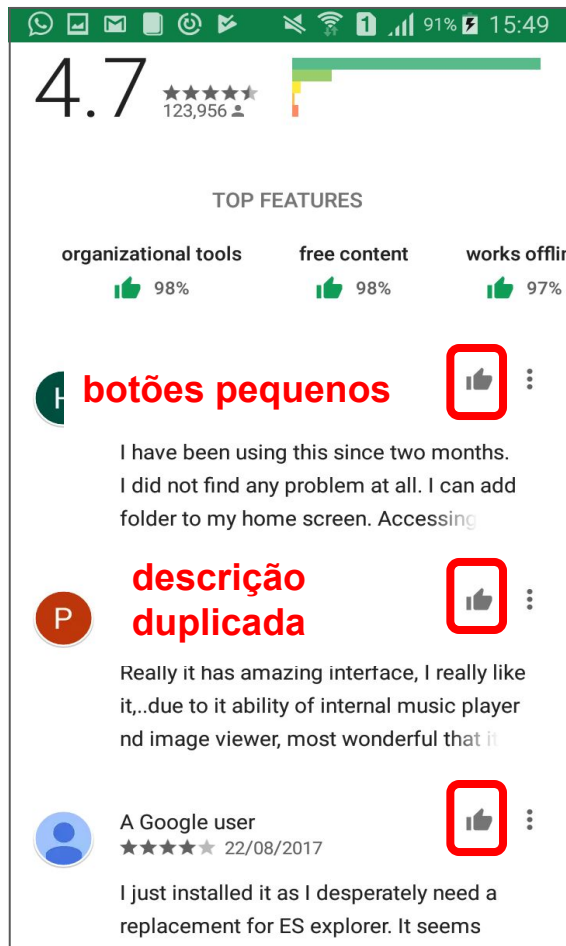 1 91% 15:49
4.7
123,956
TOP FEATURES
organizational tools free content works offlin
98% 98% 97%
H
botões pequenos
I have been using this since two months.
I did not find any problem at all. I can add
folder to my home screen. Accessing
P
descrição
duplicada
Really it has amazing interface, I really like
it,..due to it ability of internal music player
nd image viewer, most wonderful that it
A Google user
22/08/2017
I just installed it as I desperately need a
replacement for ES explorer. It seems